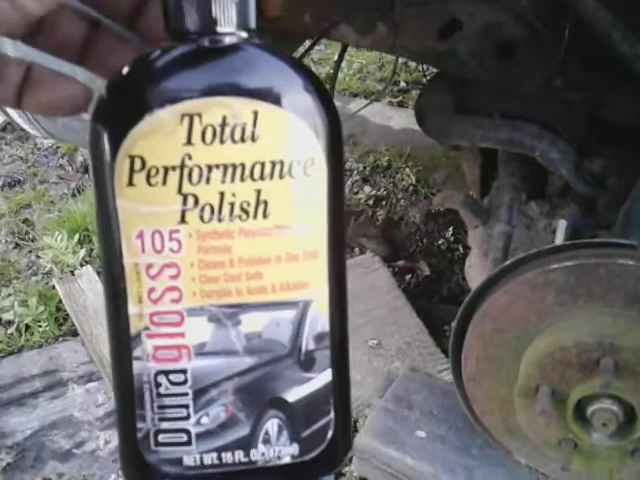 Total
Performance
Polish
105
• Synthetic
Formula
• Cleans & Polishes in One Step
• Clear Coat Safe
• Durable to Acids & Alkalies
Duragloss
NET WT. 16 FL. OZ.